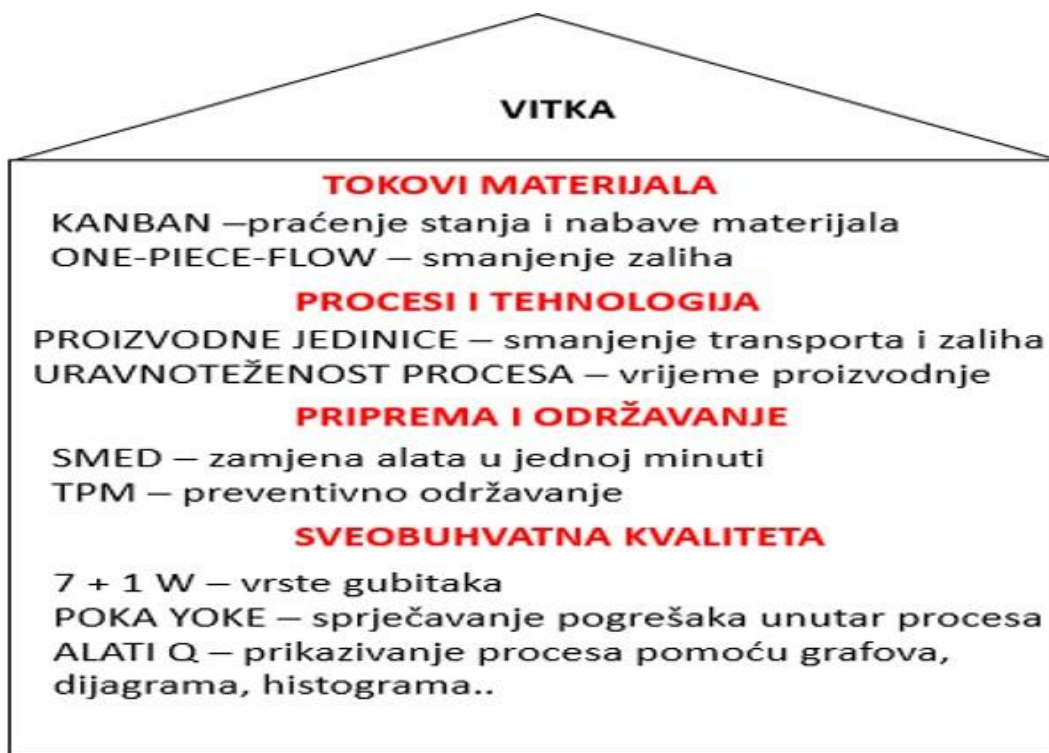 VITKA
TOKOVI MATERIJALA
KANBAN –praćenje stanja i nabave materijala
ONE-PIECE-FLOW – smanjenje zaliha
PROCESI I TEHNOLOGIJA
PROIZVODNE JEDINICE – smanjenje transporta i zaliha
URAVNOTEŽENOST PROCESA – vrijeme proizvodnje
PRIPREMA I ODRŽAVANJE
SMED – zamjena alata u jednoj minuti
TPM – preventivno održavanje
SVEOBUHVATNA KVALITETA
7 + 1 W – vrste gubitaka
POKA YOKE – sprječavanje pogrešaka unutar procesa
ALATI Q – prikazivanje procesa pomoću grafova,
dijagrama, histograma..